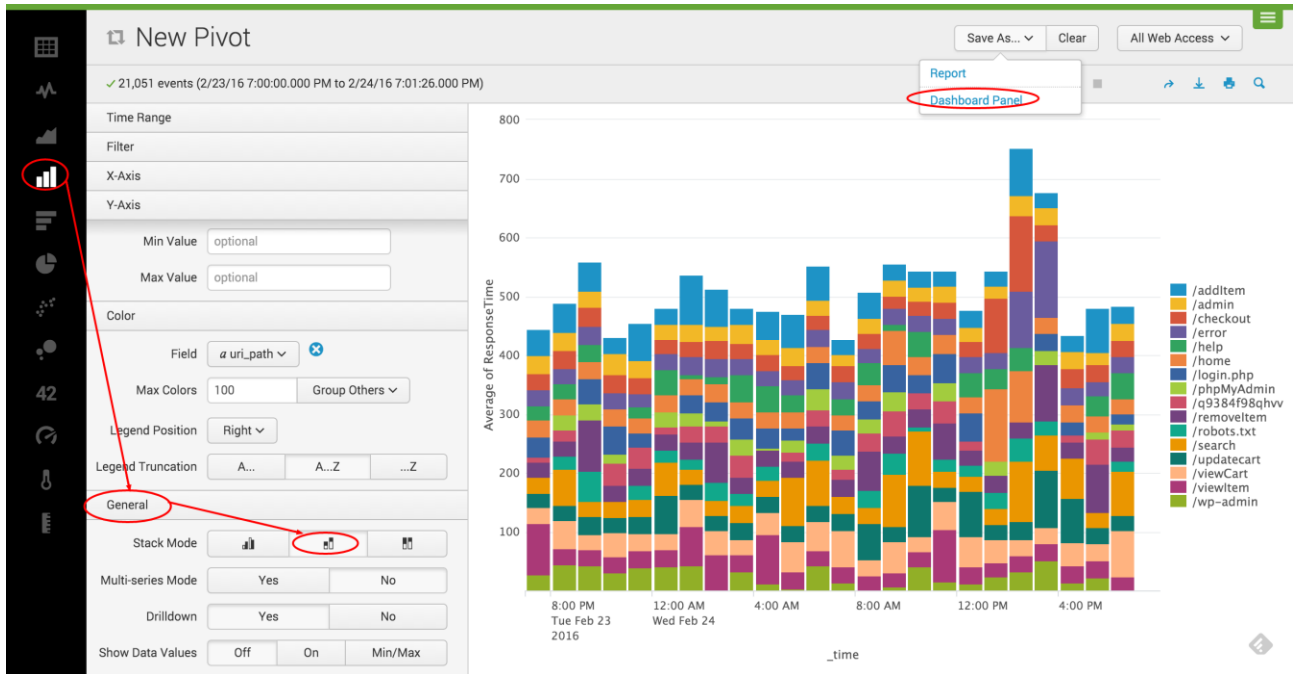 New Pivot
Save As...
Clear
All Web Access
21,051 events (2/23/16 7:00:00.000 PM to 2/24/16 7:01:26.000 PM)
Report
Dashboard Panel
Time Range
Filter
X-Axis
Y-Axis
Min Value optional
Max Value optional
Color
Field a uri_path
Max Colors 100 Group Others
Legend Position Right
Legend Truncation A... A...Z ...Z
General
Stack Mode
Multi-series Mode Yes No
Drilldown Yes No
Show Data Values Off On Min/Max
42
Average of ResponseTime
800
700
600
500
400
300
200
100
8:00 PM 12:00 AM 4:00 AM 8:00 AM 12:00 PM 4:00 PM
Tue Feb 23 Wed Feb 24
2016
_time
/addItem
/admin
/checkout
/error
/help
/home
/login.php
/phpMyAdmin
/q9384f98qhvv
/removeItem
/robots.txt
/search
/updatecart
/viewCart
/viewItem
/wp-admin